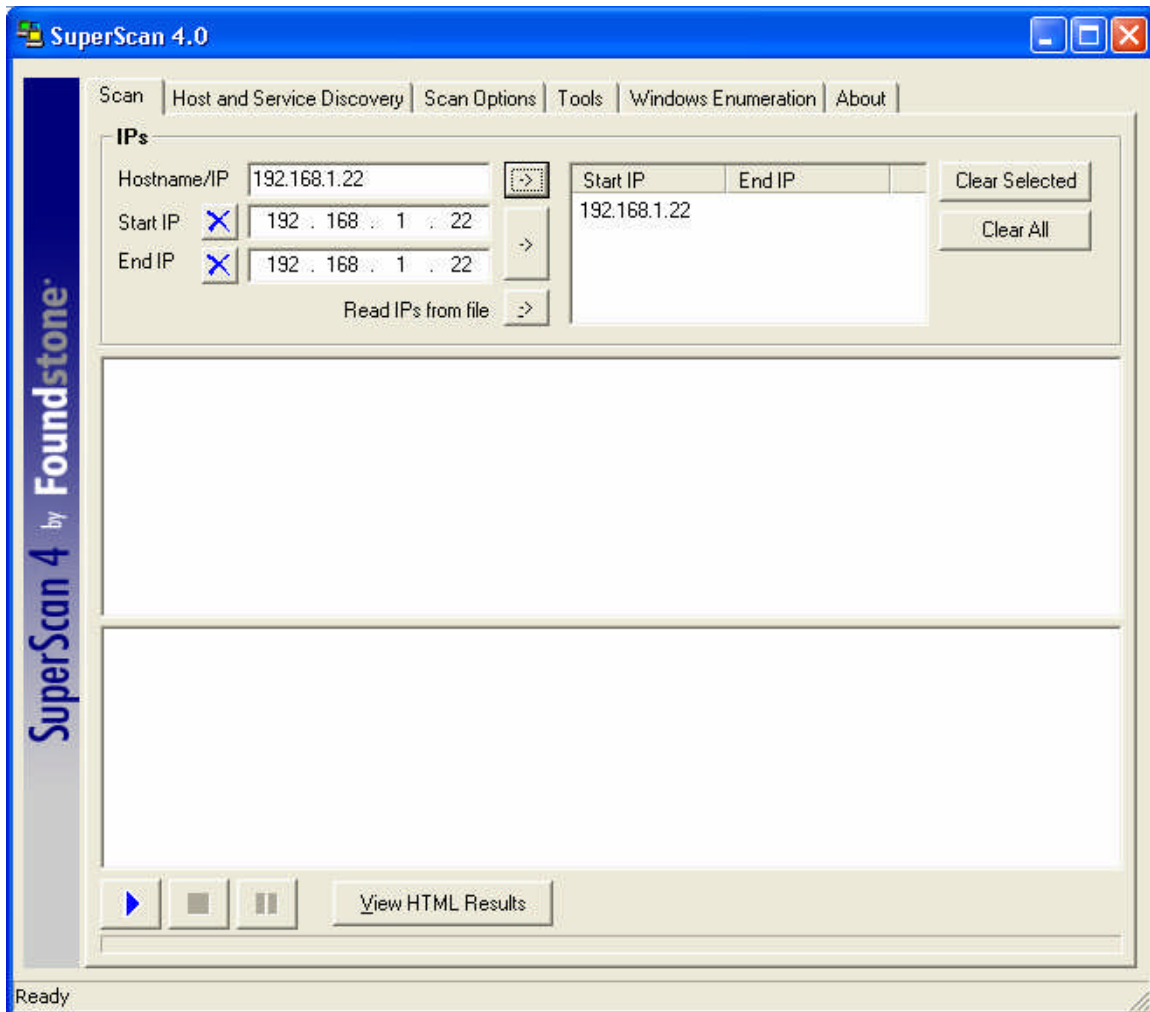 SuperScan 4.0
Scan Host and Service Discovery Scan Options Tools Windows Enumeration About
IPs
Hostname/IP 192.168.1.22 -> Start IP End IP Clear Selected
Start IP 192 . 168 . 1 . 22 -> 192.168.1.22 Clear All
End IP 192 . 168 . 1 . 22
Read IPs from file ->
SuperScan 4 by Foundstone
View HTML Results
Ready